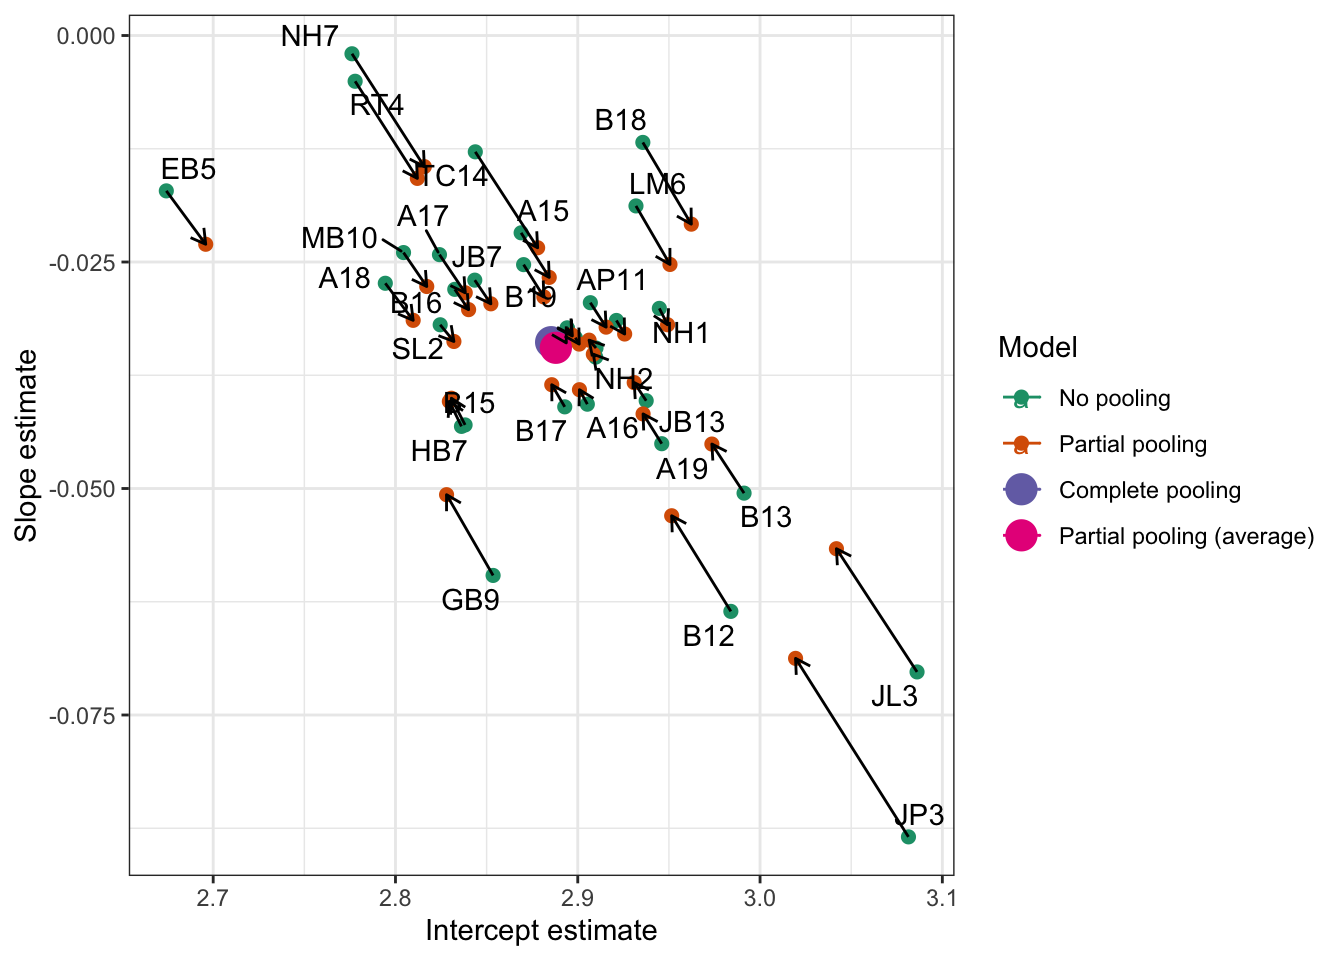 0.000
-0.025
-0.050
-0.075
Slope estimate
NH7
RT4
B18
EB5
TC14
LM6
A17
A15
MB10
JB7
A18
B16
B19
AP11
SL2
NH1
NH2
HB7
B17
A16
JB13
A19
B13
GB9
B12
JL3
JP3
2.7
2.8
2.9
3.0
3.1
Intercept estimate
Model
No pooling
Partial pooling
Complete pooling
Partial pooling (average)